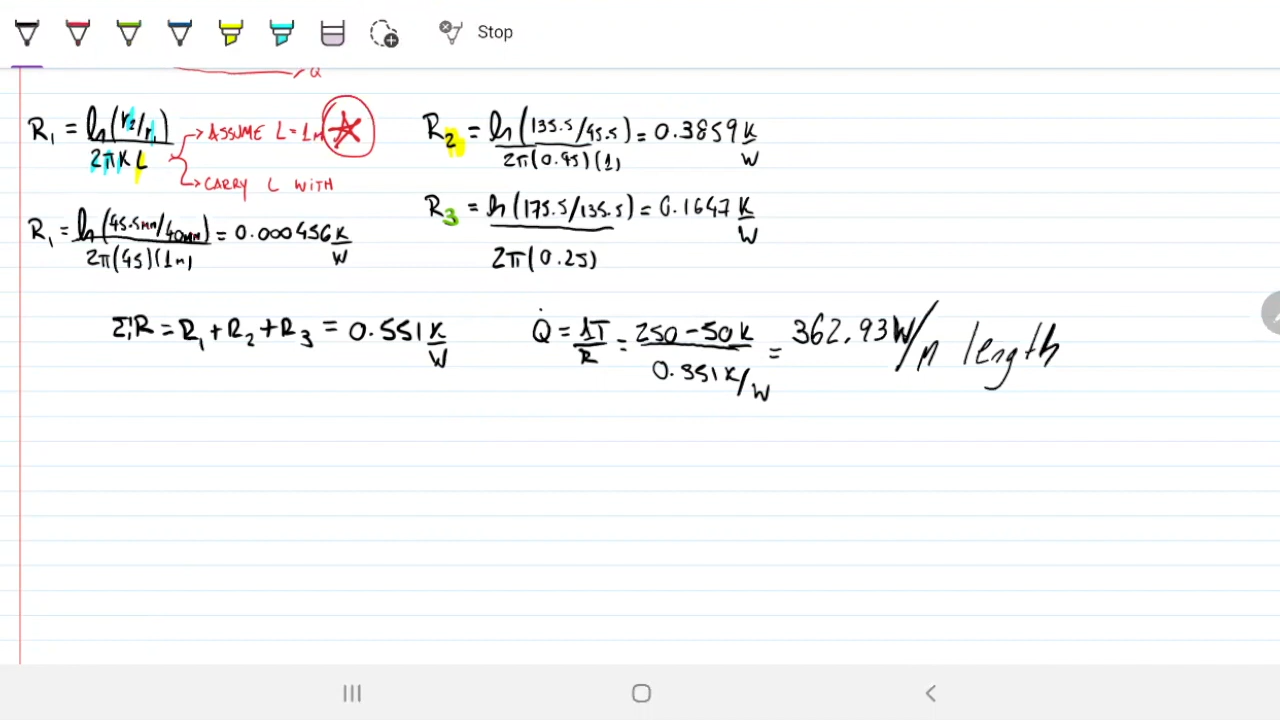 Stop
Q
R₁ = ln(r₂/r₁) / 2πKL
→ ASSUME L = 1m
→ CARRY L WITH
R₁ = ln(45.5mm/40mm) / 2π(45)(1m) = 0.000456 K/W
R₂ = ln(135.5/45.5) / 2π(0.45)(1) = 0.3859 K/W
R₃ = ln(175.5/135.5) / 2π(0.25) = 0.1647 K/W
ΣR = R₁ + R₂ + R₃ = 0.551 K/W
Q̇ = ΔT/R = 250 - 50K / 0.551 K/W = 362.93 W/m length